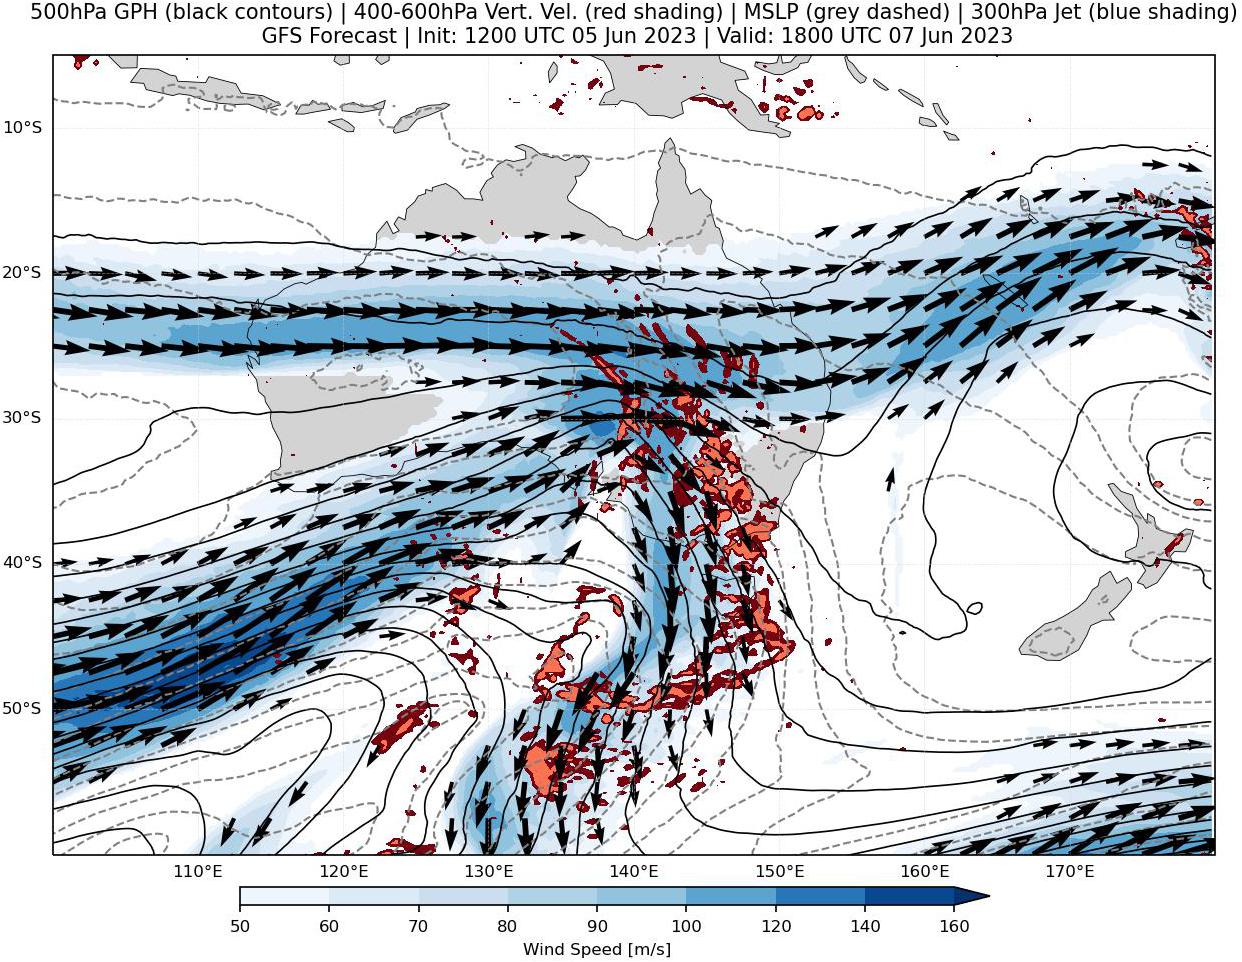 500hPa GPH (black contours) | 400-600hPa Vert. Vel. (red shading) | MSLP (grey dashed) | 300hPa Jet (blue shading)
GFS Forecast | Init: 1200 UTC 05 Jun 2023 | Valid: 1800 UTC 07 Jun 2023
10°S
20°S
30°S
40°S
50°S
110°E 120°E 130°E 140°E 150°E 160°E 170°E
50 60 70 80 90 100 120 140 160
Wind Speed [m/s]